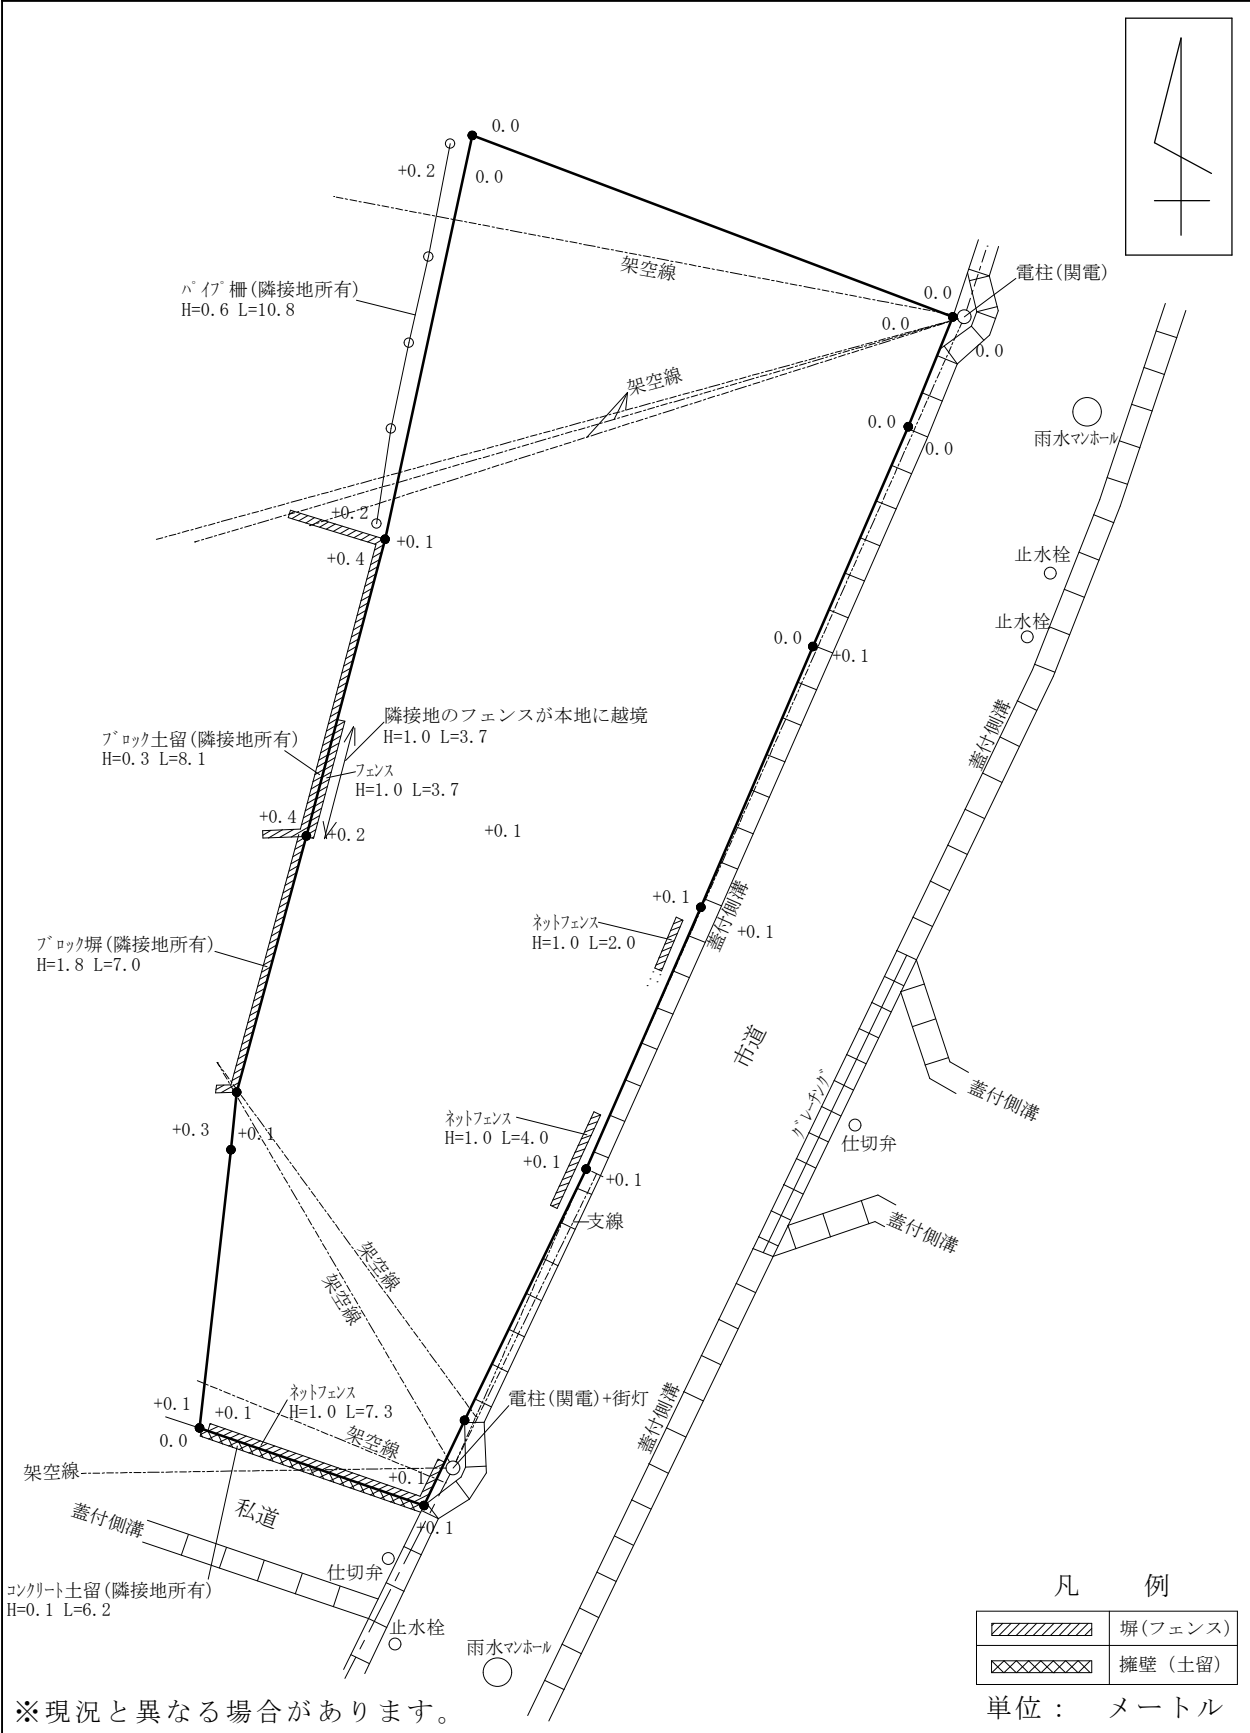 0.0
+0.2
0.0
架空線
電柱(関電)
ﾊﾟｲﾌﾟ柵(隣接地所有)
H=0.6 L=10.8
0.0
0.0
0.0
架空線
0.0
0.0
雨水ﾏﾝﾎｰﾙ
+0.2
+0.1
+0.4
止水栓
止水栓
0.0
+0.1
隣接地のフェンスが本地に越境
H=1.0 L=3.7
ﾌﾞﾛｯｸ土留(隣接地所有)
H=0.3 L=8.1
ﾌｪﾝｽ
H=1.0 L=3.7
蓋付側溝
+0.4
+0.2
+0.1
+0.1
蓋付側溝
+0.1
ﾈｯﾄﾌｪﾝｽ
H=1.0 L=2.0
ﾌﾞﾛｯｸ塀(隣接地所有)
H=1.8 L=7.0
市道
ｸﾞﾚｰﾁﾝｸﾞ
蓋付側溝
ﾈｯﾄﾌｪﾝｽ
H=1.0 L=4.0
+0.3
+0.1
仕切弁
+0.1
+0.1
支線
蓋付側溝
架空線
架空線
+0.1
+0.1
0.0
ﾈｯﾄﾌｪﾝｽ
H=1.0 L=7.3
電柱(関電)+街灯
蓋付側溝
架空線
架空線
+0.1
私道
蓋付側溝
+0.1
仕切弁
ｺﾝｸﾘｰﾄ土留(隣接地所有)
H=0.1 L=6.2
止水栓
雨水ﾏﾝﾎｰﾙ
凡　例
塀(フェンス)
擁壁（土留）
単位：　メートル
※現況と異なる場合があります。